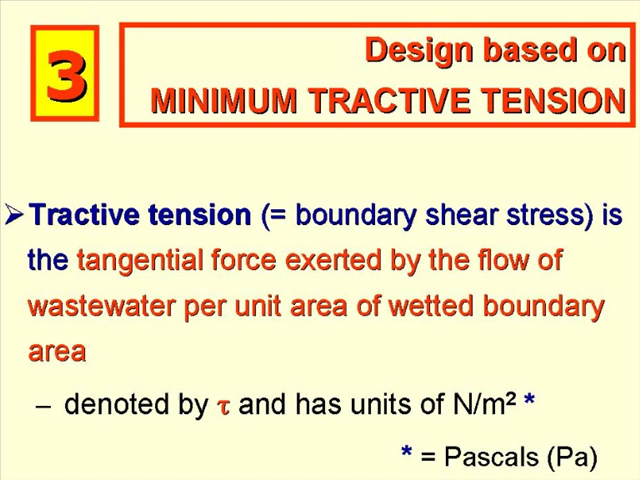 3
Design based on
MINIMUM TRACTIVE TENSION
➢ Tractive tension (= boundary shear stress) is
the tangential force exerted by the flow of
wastewater per unit area of wetted boundary
area
– denoted by τ and has units of N/m² *
* = Pascals (Pa)